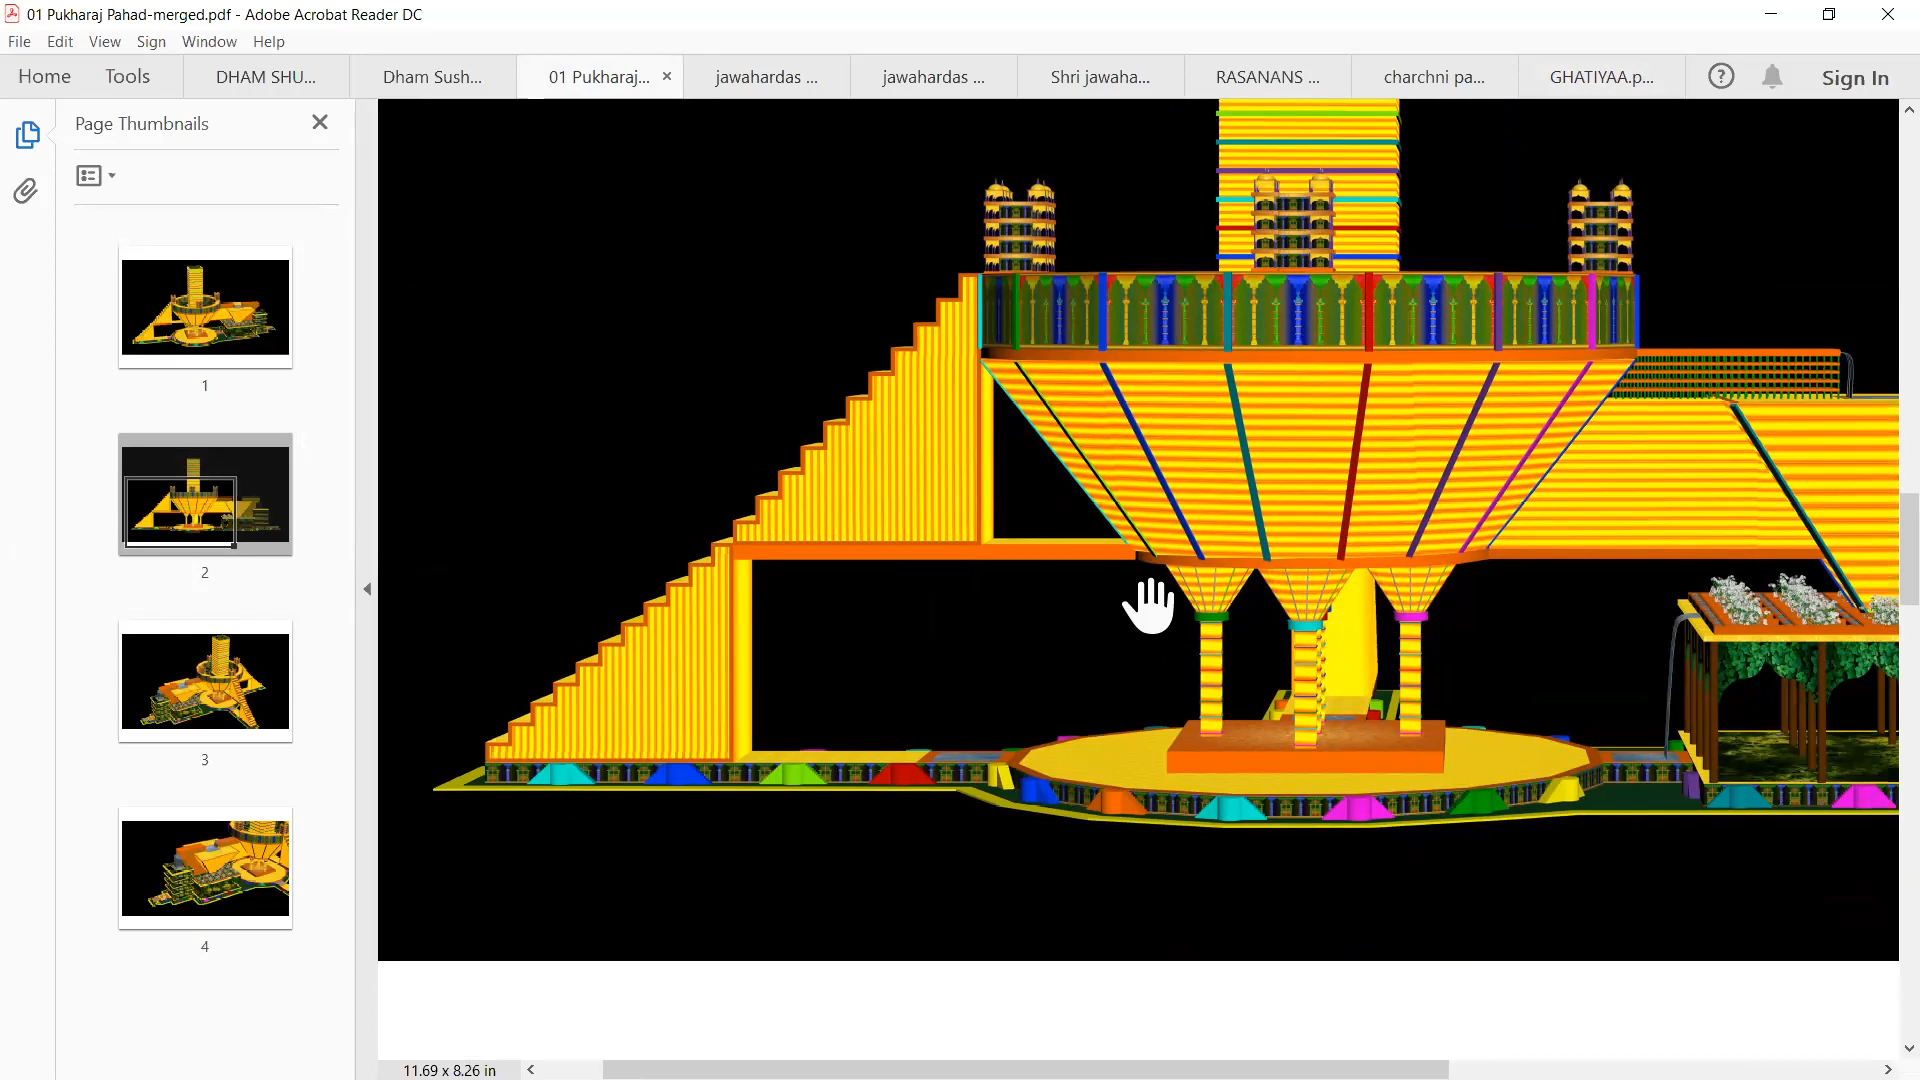 01 Pukharaj Pahad-merged.pdf - Adobe Acrobat Reader DC
File Edit View Sign Window Help
Home Tools DHAM SHU... Dham Sush... 01 Pukharaj... jawahardas ... jawahardas ... Shri jawaha... RASANANS ... charchni pa... GHATIYAA.p... Sign In
Page Thumbnails
1
2
3
4
11.69 x 8.26 in